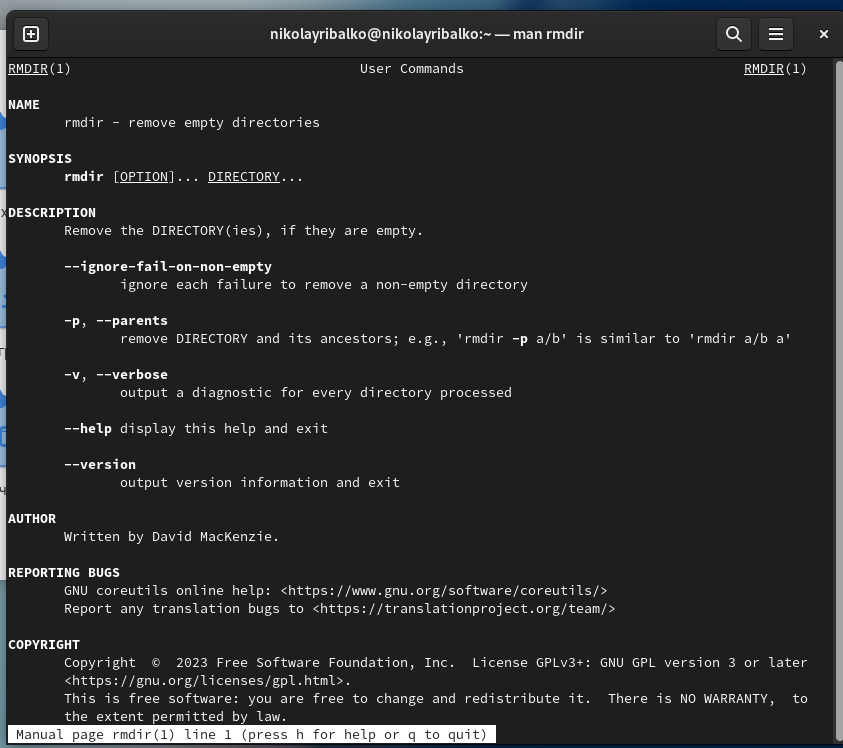 nikolayribalko@nikolayribalko:~ — man rmdir
RMDIR(1) User Commands RMDIR(1)
NAME
rmdir - remove empty directories
SYNOPSIS
rmdir [OPTION]... DIRECTORY...
DESCRIPTION
Remove the DIRECTORY(ies), if they are empty.
--ignore-fail-on-non-empty
ignore each failure to remove a non-empty directory
-p, --parents
remove DIRECTORY and its ancestors; e.g., 'rmdir -p a/b' is similar to 'rmdir a/b a'
-v, --verbose
output a diagnostic for every directory processed
--help display this help and exit
--version
output version information and exit
AUTHOR
Written by David MacKenzie.
REPORTING BUGS
GNU coreutils online help: <https://www.gnu.org/software/coreutils/>
Report any translation bugs to <https://translationproject.org/team/>
COPYRIGHT
Copyright © 2023 Free Software Foundation, Inc. License GPLv3+: GNU GPL version 3 or later
<https://gnu.org/licenses/gpl.html>.
This is free software: you are free to change and redistribute it. There is NO WARRANTY, to
the extent permitted by law.
Manual page rmdir(1) line 1 (press h for help or q to quit)